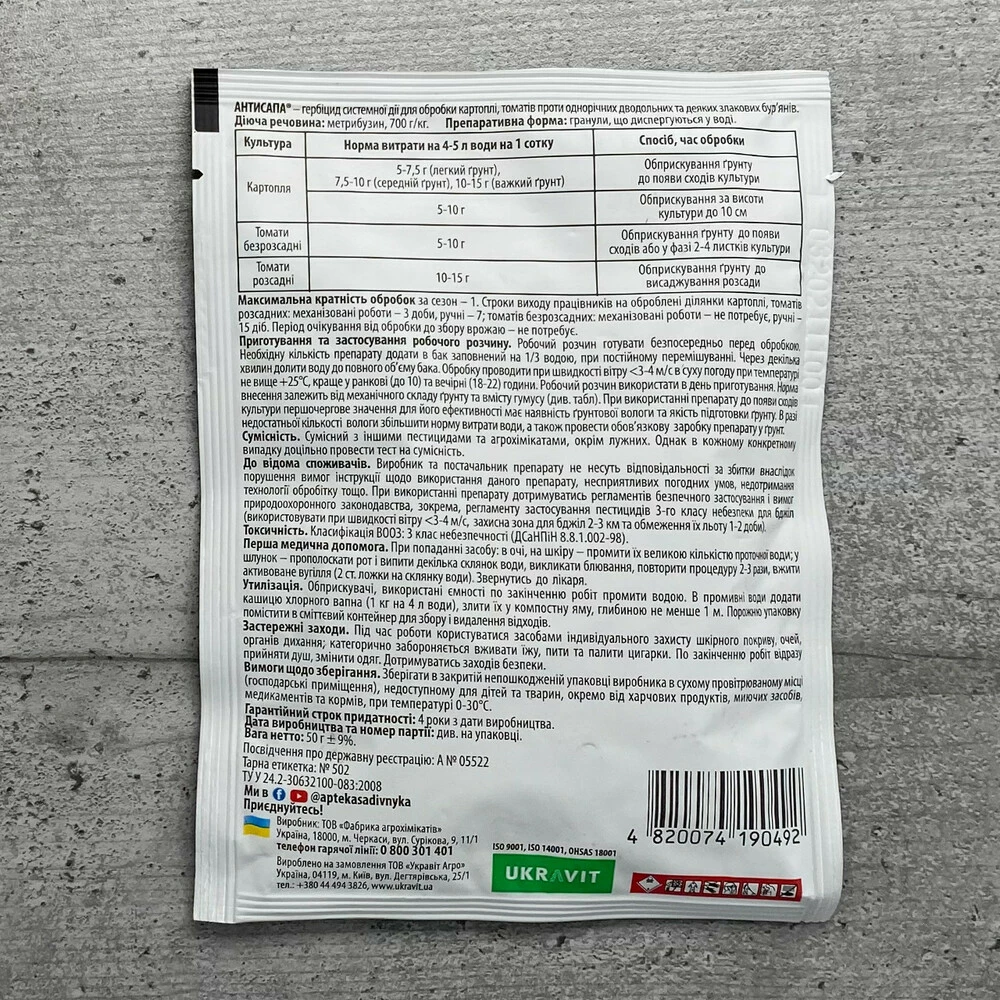 АНТИСАПА® – гербіцид системної дії для обробки картоплі, томатів проти однорічних дводольних та деяких злакових бур'янів.
Діюча речовина: метрибузин, 700 г/кг. Препаративна форма: гранули, що диспергуються у воді.
Культура Норма витрати на 4-5 л води на 1 сотку Спосіб, час обробки
Картопля
5-7,5 г (легкий ґрунт),
7,5-10 г (середній ґрунт), 10-15 г (важкий ґрунт)
Обприскування ґрунту
до появи сходів культури
5-10 г
Обприскування за висоти
культури до 10 см
Томати
безрозсадні
5-10 г
Обприскування ґрунту до появи
сходів або у фазі 2-4 листків культури
Томати
розсадні
10-15 г
Обприскування ґрунту до
висаджування розсади
Максимальна кратність обробок за сезон – 1. Строки виходу працівників на оброблені ділянки картоплі, томатів
розсадних: механізовані роботи – 3 доби, ручні – 7; томатів безрозсадних: механізовані роботи – не потребує, ручні –
15 діб. Період очікування від обробки до збору врожаю – не потребує.
Приготування та застосування робочого розчину. Робочий розчин готувати безпосередньо перед обробкою.
Необхідну кількість препарату додати в бак заповнений на 1/3 водою, при постійному перемішуванні. Через декілька
хвилин долити воду до повного об'єму бака. Обробку проводити при швидкості вітру <3-4 м/с в суху погоду при температурі
не вище +25°С, краще у ранкові (до 10) та вечірні (18-22) години. Робочий розчин використати в день приготування. Норма
внесення залежить від механічного складу ґрунту та вмісту гумусу (див. табл). При використанні препарату до появи сходів
культури першочергове значення для його ефективності має наявність ґрунтової вологи та якість підготовки ґрунту. В разі
недостатньої кількості вологи збільшити норму витрати води, а також провести обов'язкову заробку препарату у ґрунт.
Сумісність. Сумісний з іншими пестицидами та агрохімікатами, окрім лужних. Однак в кожному конкретному
випадку доцільно провести тест на сумісність.
До відома споживачів. Виробник та постачальник препарату не несуть відповідальності за збитки внаслідок
порушення вимог інструкції щодо використання даного препарату, несприятливих погодних умов, недотримання
технології обробітку тощо. При використанні препарату дотримуватись регламентів безпечного застосування і вимог
природоохоронного законодавства, зокрема, регламенту застосування пестицидів 3-го класу небезпеки для бджіл
(використовувати при швидкості вітру <3-4 м/с, захисна зона для бджіл 2-3 км та обмеження їх льоту 1-2 доби).
Токсичність. Класифікація ВООЗ: 3 клас небезпечності (ДСаНПіН 8.8.1.002-98).
Перша медична допомога. При попаданні засобу: в очі, на шкіру – промити їх великою кількістю проточної води; у
шлунок – прополоскати рот і випити декілька склянок води, викликати блювання, повторити процедуру 2-3 рази, вжити
активоване вугілля (2 ст. ложки на склянку води). Звернутись до лікаря.
Утилізація. Обприскувачі, використані ємності по закінченню робіт промити водою. В промивні води додати
кашицю хлорного вапна (1 кг на 4 л води), злити їх у компостну яму, глибиною не менше 1 м. Порожню упаковку
помістити в сміттєвий контейнер для збору і видалення відходів.
Застережні заходи. Під час роботи користуватися засобами індивідуального захисту шкірного покриву, очей,
органів дихання; категорично забороняється вживати їжу, пити та палити цигарки. По закінченню робіт відразу
прийняти душ, змінити одяг. Дотримуватись заходів безпеки.
Вимоги щодо зберігання. Зберігати в закритій непошкодженій упаковці виробника в сухому провітрюваному місці
(господарські приміщення), недоступному для дітей та тварин, окремо від харчових продуктів, миючих засобів,
медикаментів та кормів, при температурі 0-30°С.
Гарантійний строк придатності: 4 роки з дати виробництва.
Дата виробництва та номер партії: див. на упаковці.
Вага нетто: 50 г ± 9%.
Посвідчення про державну реєстрацію: А № 05522
Тарна етикетка: № 502
ТУ У 24.2-30632100-083:2008
Ми в @aptekasadivnyka
Приєднуйтесь!
Виробник: ТОВ «Фабрика агрохімікатів»
Україна, 18000, м. Черкаси, вул. Сурікова, 9, 11/1
телефон гарячої лінії: 0 800 301 401
Вироблено на замовлення ТОВ «Укравіт Агро»
Україна, 04119, м. Київ, вул. Дегтярівська, 25/1
тел.: +380 44 494 3826, www.ukravit.ua
ISO 9001, ISO 14001, OHSAS 18001
UKRAVIT
4 820074 190492